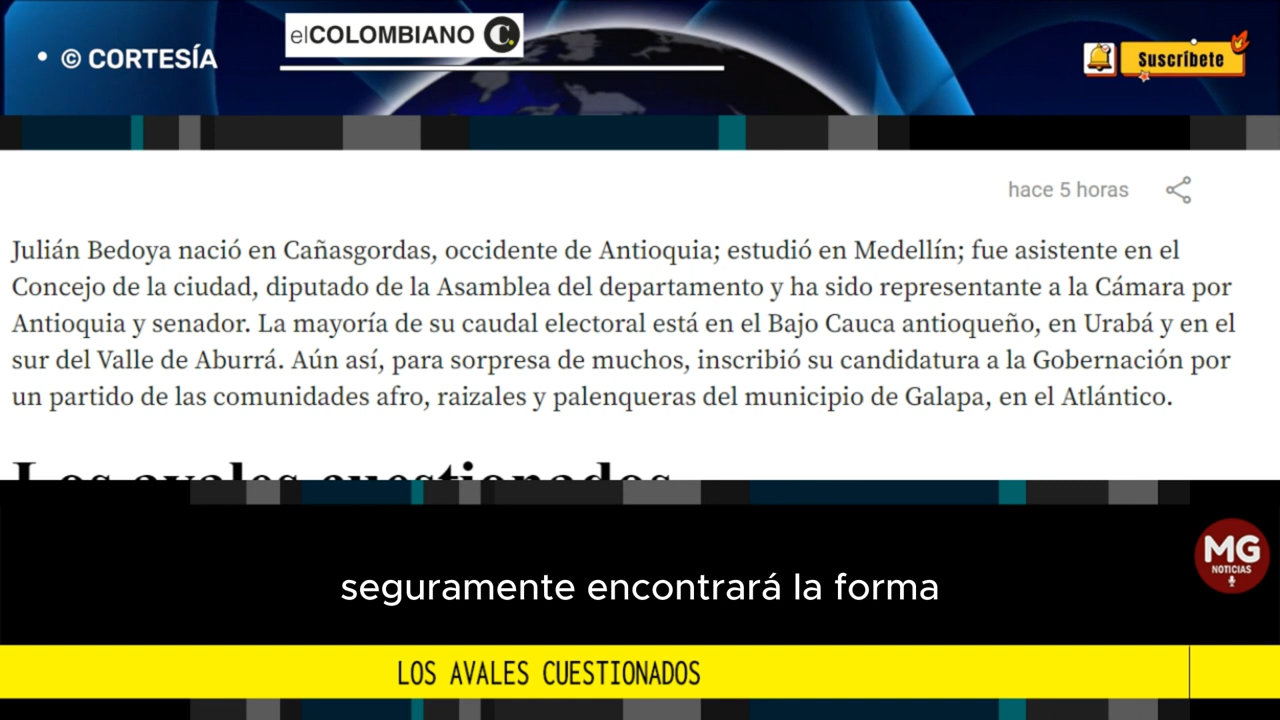 • © CORTESÍA
elCOLOMBIANO C.
Suscríbete
hace 5 horas
Julián Bedoya nació en Cañasgordas, occidente de Antioquia; estudió en Medellín; fue asistente en el
Concejo de la ciudad, diputado de la Asamblea del departamento y ha sido representante a la Cámara por
Antioquia y senador. La mayoría de su caudal electoral está en el Bajo Cauca antioqueño, en Urabá y en el
sur del Valle de Aburrá. Aún así, para sorpresa de muchos, inscribió su candidatura a la Gobernación por
un partido de las comunidades afro, raizales y palenqueras del municipio de Galapa, en el Atlántico.
Los avales cuestionados
MG
NOTICIAS
seguramente encontrará la forma
LOS AVALES CUESTIONADOS